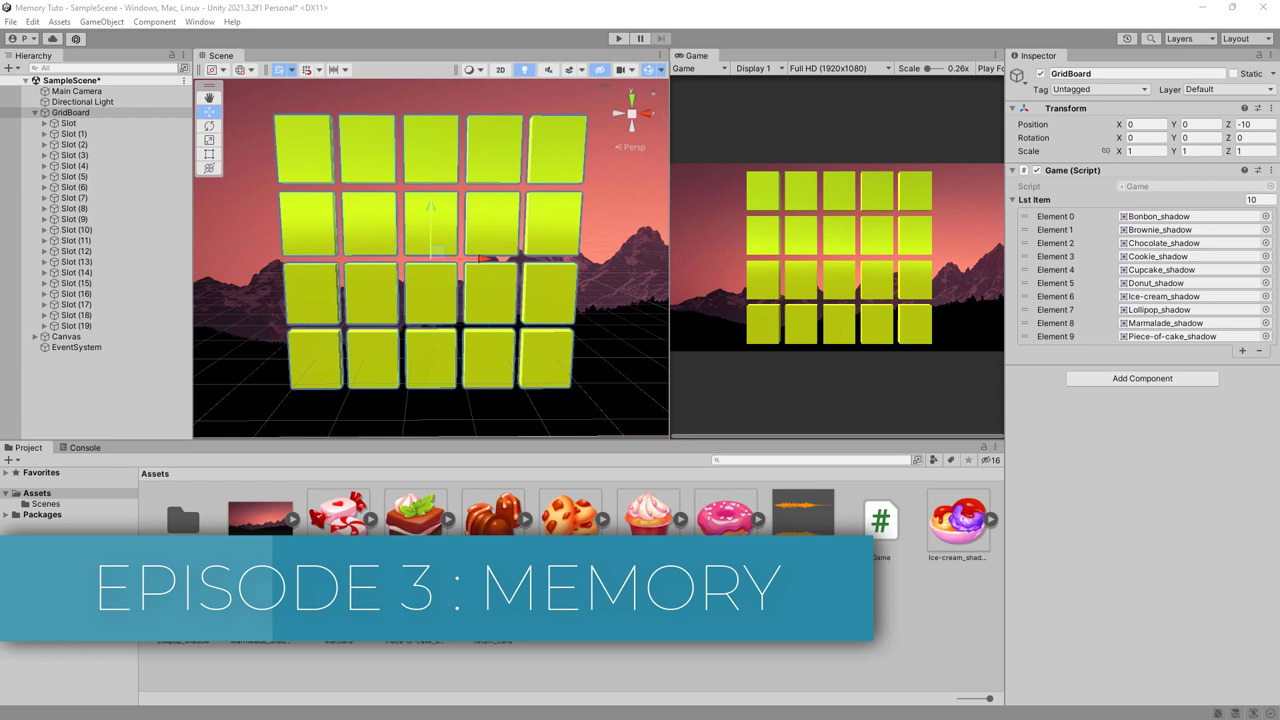 Memory Tuto - SampleScene - Windows, Mac, Linux - Unity 2021.3.2f1 Personal* <DX11>
File Edit Assets GameObject Component Window Help
P Layers Layout
Hierarchy
All
SampleScene*
Main Camera
Directional Light
GridBoard
Slot
Slot (1)
Slot (2)
Slot (3)
Slot (4)
Slot (5)
Slot (6)
Slot (7)
Slot (8)
Slot (9)
Slot (10)
Slot (11)
Slot (12)
Slot (13)
Slot (14)
Slot (15)
Slot (16)
Slot (17)
Slot (18)
Slot (19)
Canvas
EventSystem
Scene
2D
y
x
Persp
Game
Game Display 1 Full HD (1920x1080) Scale 0.26x Play Fo
Inspector
GridBoard Static
Tag Untagged Layer Default
Transform
Position X 0 Y 0 Z -10
Rotation X 0 Y 0 Z 0
Scale X 1 Y 1 Z 1
# Game (Script)
Script Game
Lst Item 10
Element 0 Bonbon_shadow
Element 1 Brownie_shadow
Element 2 Chocolate_shadow
Element 3 Cookie_shadow
Element 4 Cupcake_shadow
Element 5 Donut_shadow
Element 6 Ice-cream_shadow
Element 7 Lollipop_shadow
Element 8 Marmalade_shadow
Element 9 Piece-of-cake_shadow
+ −
Add Component
Project Console
16
Favorites
Assets
Scenes
Packages
Assets
#
Game Ice-cream_shad...
EPISODE 3 : MEMORY